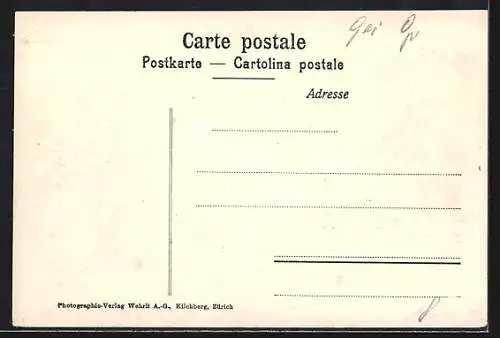 Carte postale
Postkarte — Cartolina postale
Adresse
Photographie-Verlag Wehrli A.-G., Kilchberg, Zürich